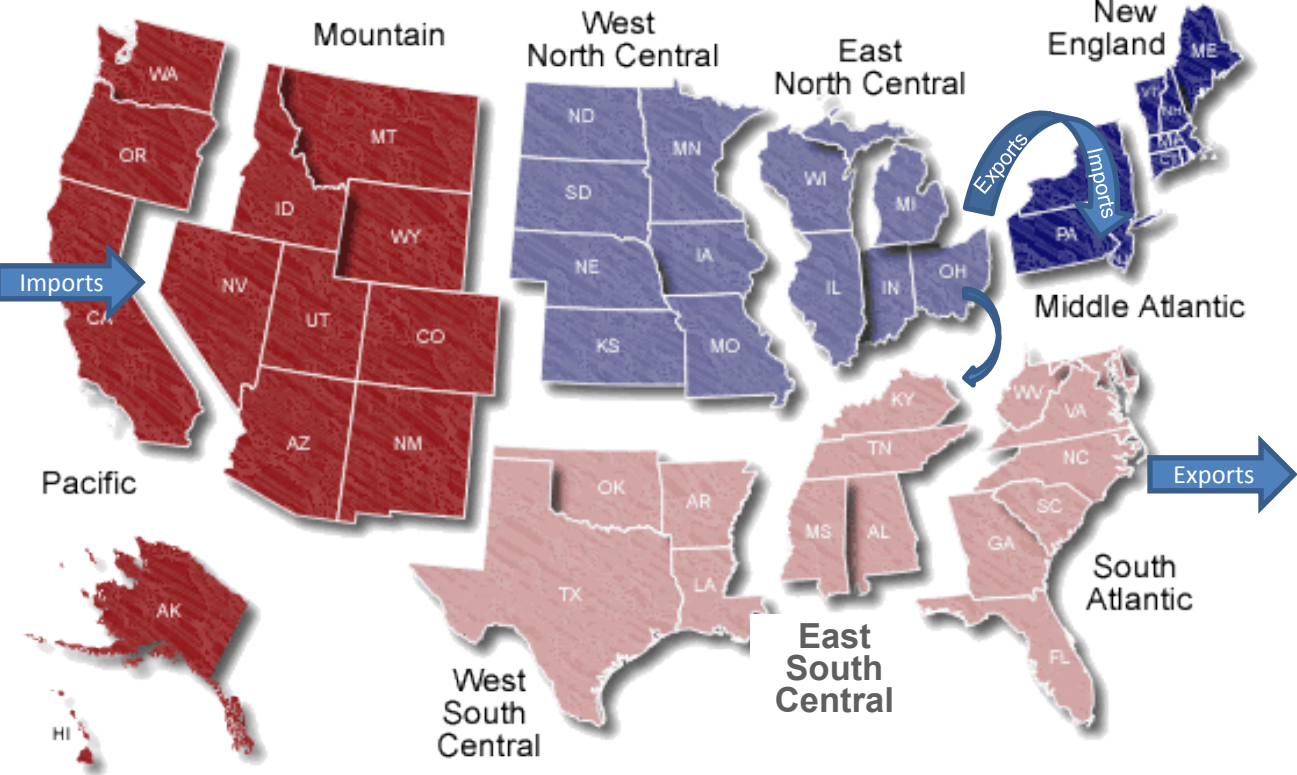 Mountain
West
North Central
East
North Central
New
England
WA
OR
CA
Imports
MT
ID
WY
NV
UT
CO
AZ
NM
ND
SD
NE
KS
MN
IA
MO
WI
MI
IL
IN
OH
Exports
Imports
ME
VT
NH
MA
CT
PA
Middle Atlantic
Pacific
AK
HI
OK
AR
TX
LA
West
South
Central
KY
TN
MS
AL
East
South
Central
WV
VA
NC
SC
GA
FL
South
Atlantic
Exports